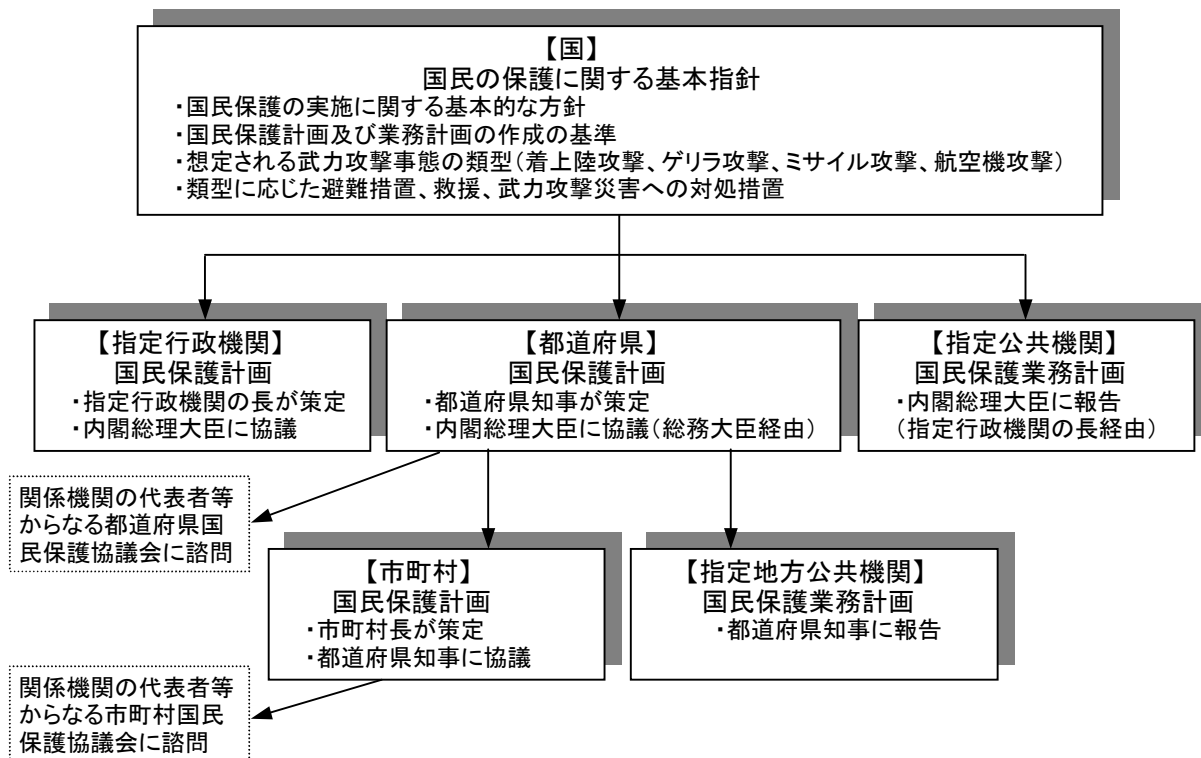 【国】
国民の保護に関する基本指針
・国民保護の実施に関する基本的な方針
・国民保護計画及び業務計画の作成の基準
・想定される武力攻撃事態の類型(着上陸攻撃、ゲリラ攻撃、ミサイル攻撃、航空機攻撃)
・類型に応じた避難措置、救援、武力攻撃災害への対処措置
【指定行政機関】
国民保護計画
・指定行政機関の長が策定
・内閣総理大臣に協議
【都道府県】
国民保護計画
・都道府県知事が策定
・内閣総理大臣に協議(総務大臣経由)
【指定公共機関】
国民保護業務計画
・内閣総理大臣に報告
(指定行政機関の長経由)
関係機関の代表者等
からなる都道府県国
民保護協議会に諮問
【市町村】
国民保護計画
・市町村長が策定
・都道府県知事に協議
【指定地方公共機関】
国民保護業務計画
・都道府県知事に報告
関係機関の代表者等
からなる市町村国民
保護協議会に諮問